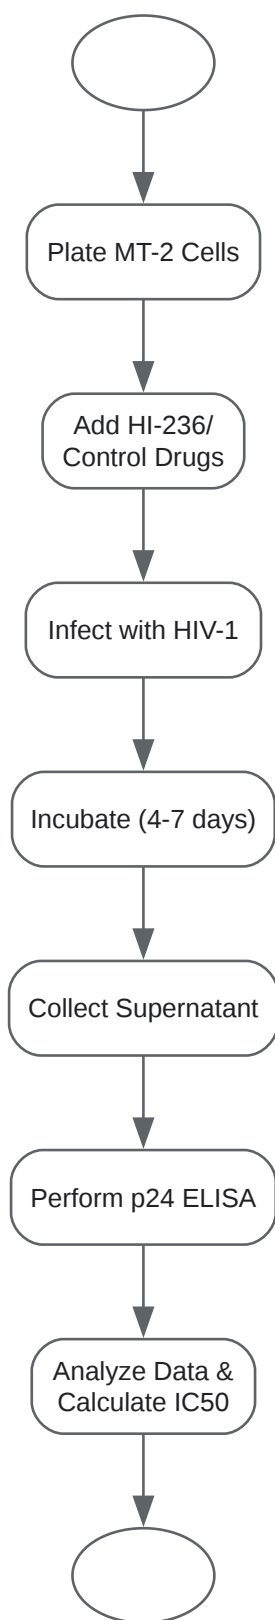 Plate MT-2 Cells
Add HI-236/
Control Drugs
Infect with HIV-1
Incubate (4-7 days)
Collect Supernatant
Perform p24 ELISA
Analyze Data &
Calculate IC50